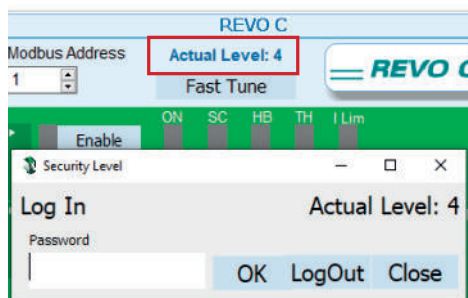 REVO C
Modbus Address
Actual Level: 4
REVO C
1
Fast Tune
ON SC HB TH I Lim
Enable
Security Level
Log In Actual Level: 4
Password
OK LogOut Close